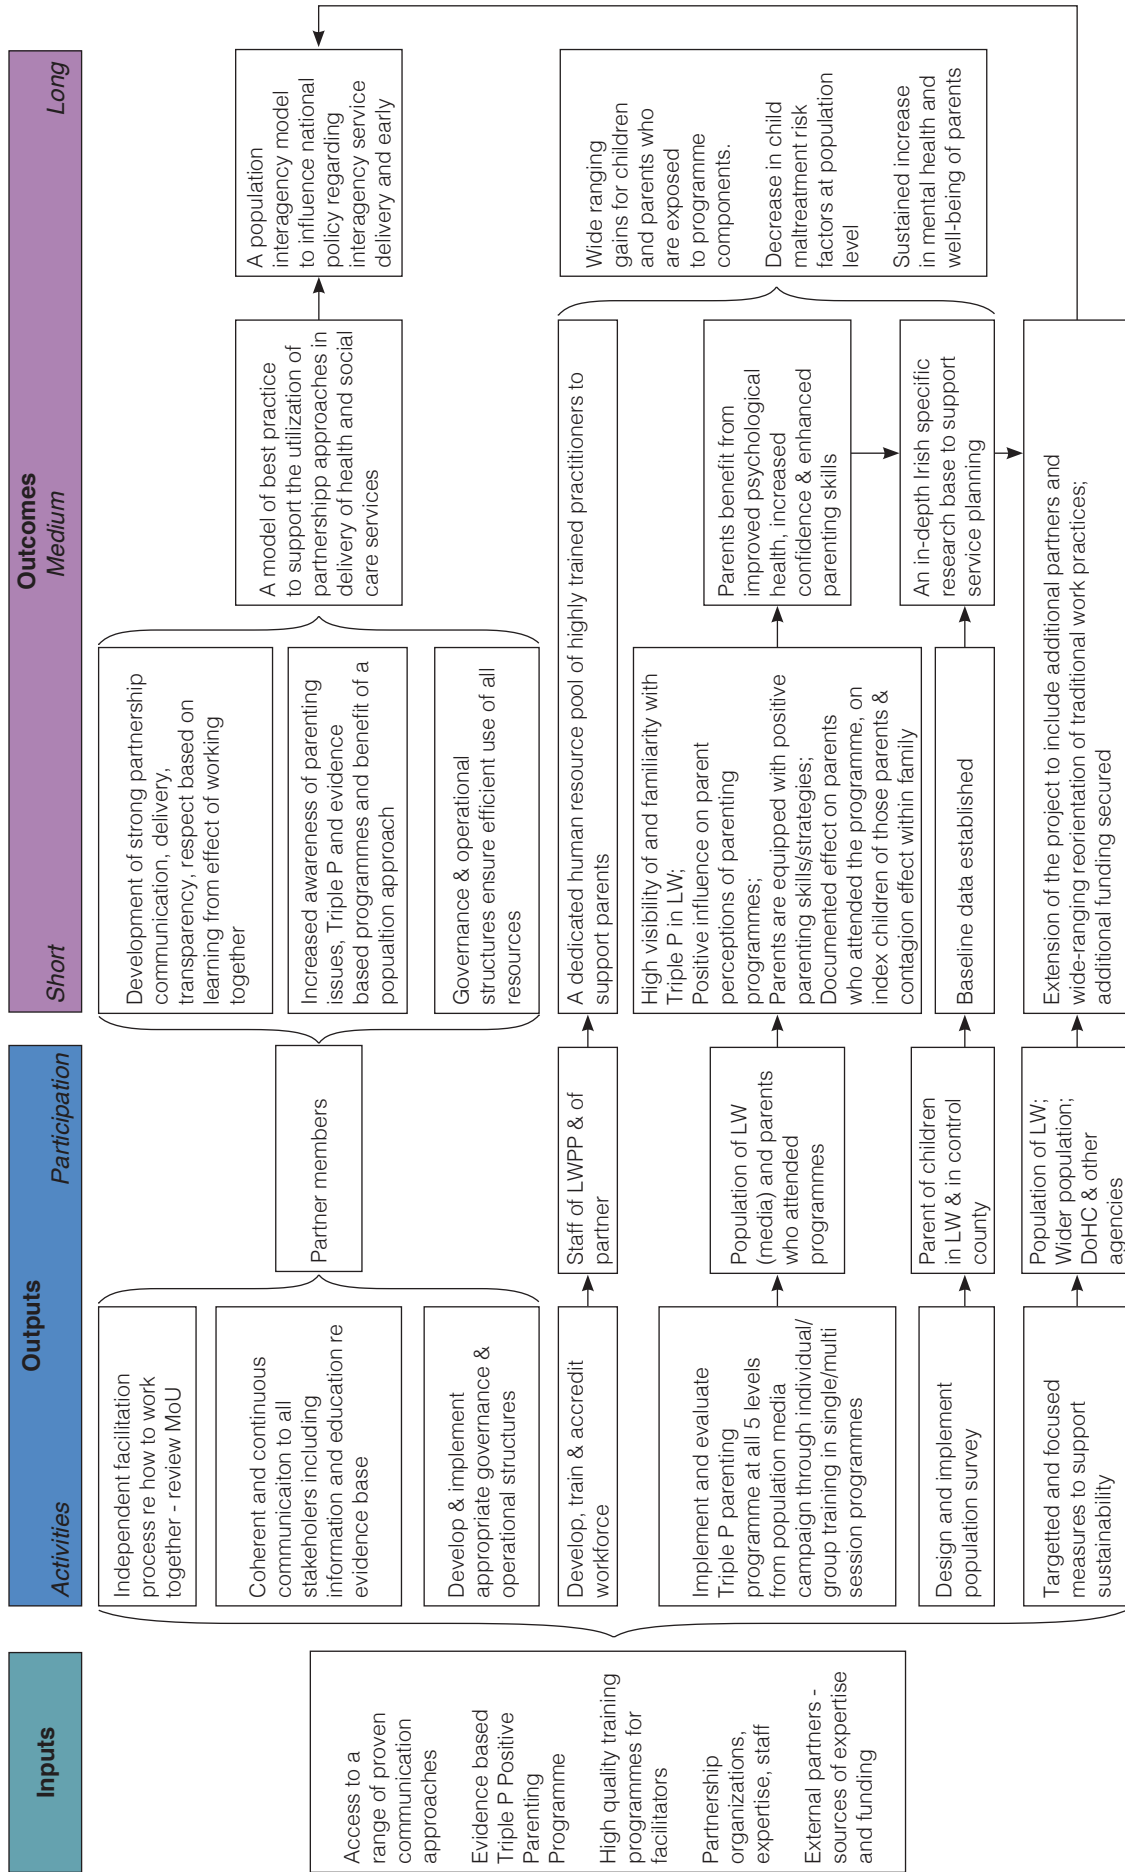 Inputs
Outputs
Activities
Participation
Outcomes
Short
Medium
Long
Access to a
range of proven
communication
approaches
Evidence based
Triple P Positive
Parenting
Programme
High quality training
programmes for
facilitators
Partnership
organizations,
expertise, staff
External partners -
sources of expertise
and funding
Independent facilitation
process re how to work
together - review MoU
Coherent and continuous
communicaiton to all
stakeholers including
information and education re
evidence base
Develop & implement
appropriate governance &
operational structures
Partner members
Development of strong partnership
communication, delivery,
transparency, respect based on
learning from effect of working
together
Increased awareness of parenting
issues, Triple P and evidence
based programmes and benefit of a
popualtion approach
Governance & operational
structures ensure efficient use of all
resources
A model of best practice
to support the utilization of
partnershipp approaches in
delivery of health and social
care services
A population
interagency model
to influence national
policy regarding
interagency service
delivery and early
Develop, train & accredit
workforce
Staff of LWPP & of
partner
A dedicated human resource pool of highly trained practitioners to
support parents
Implement and evaluate
Triple P parenting
programme at all 5 levels
from population media
campaign through individual/
group training in single/multi
session programmes
Population of LW
(media) and parents
who attended
programmes
High visibility of and familiarity with
Triple P in LW;
Positive influence on parent
perceptions of parenting
programmes;
Parents are equipped with positive
parenting skills/strategies;
Documented effect on parents
who attended the programme, on
index children of those parents &
contagion effect within family
Parents benefit from
improved psychological
health, increased
confidence & enhanced
parenting skills
Wide ranging
gains for children
and parents who
are exposed
to programme
components.
Decrease in child
maltreatment risk
factors at population
level
Sustained increase
in mental health and
well-being of parents
Design and implement
population survey
Parent of children
in LW & in control
county
Baseline data established
An in-depth Irish specific
research base to support
service planning
Targetted and focused
measures to support
sustainability
Population of LW;
Wider population;
DoHC & other
agencies
Extension of the project to include additional partners and
wide-ranging reorientation of traditional work practices;
additional funding secured